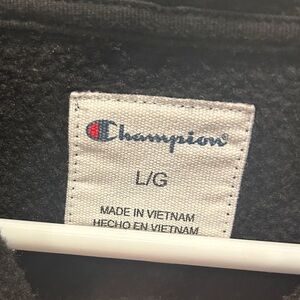 Champion
L/G
MADE IN VIETNAM
HECHO EN VIETNAM